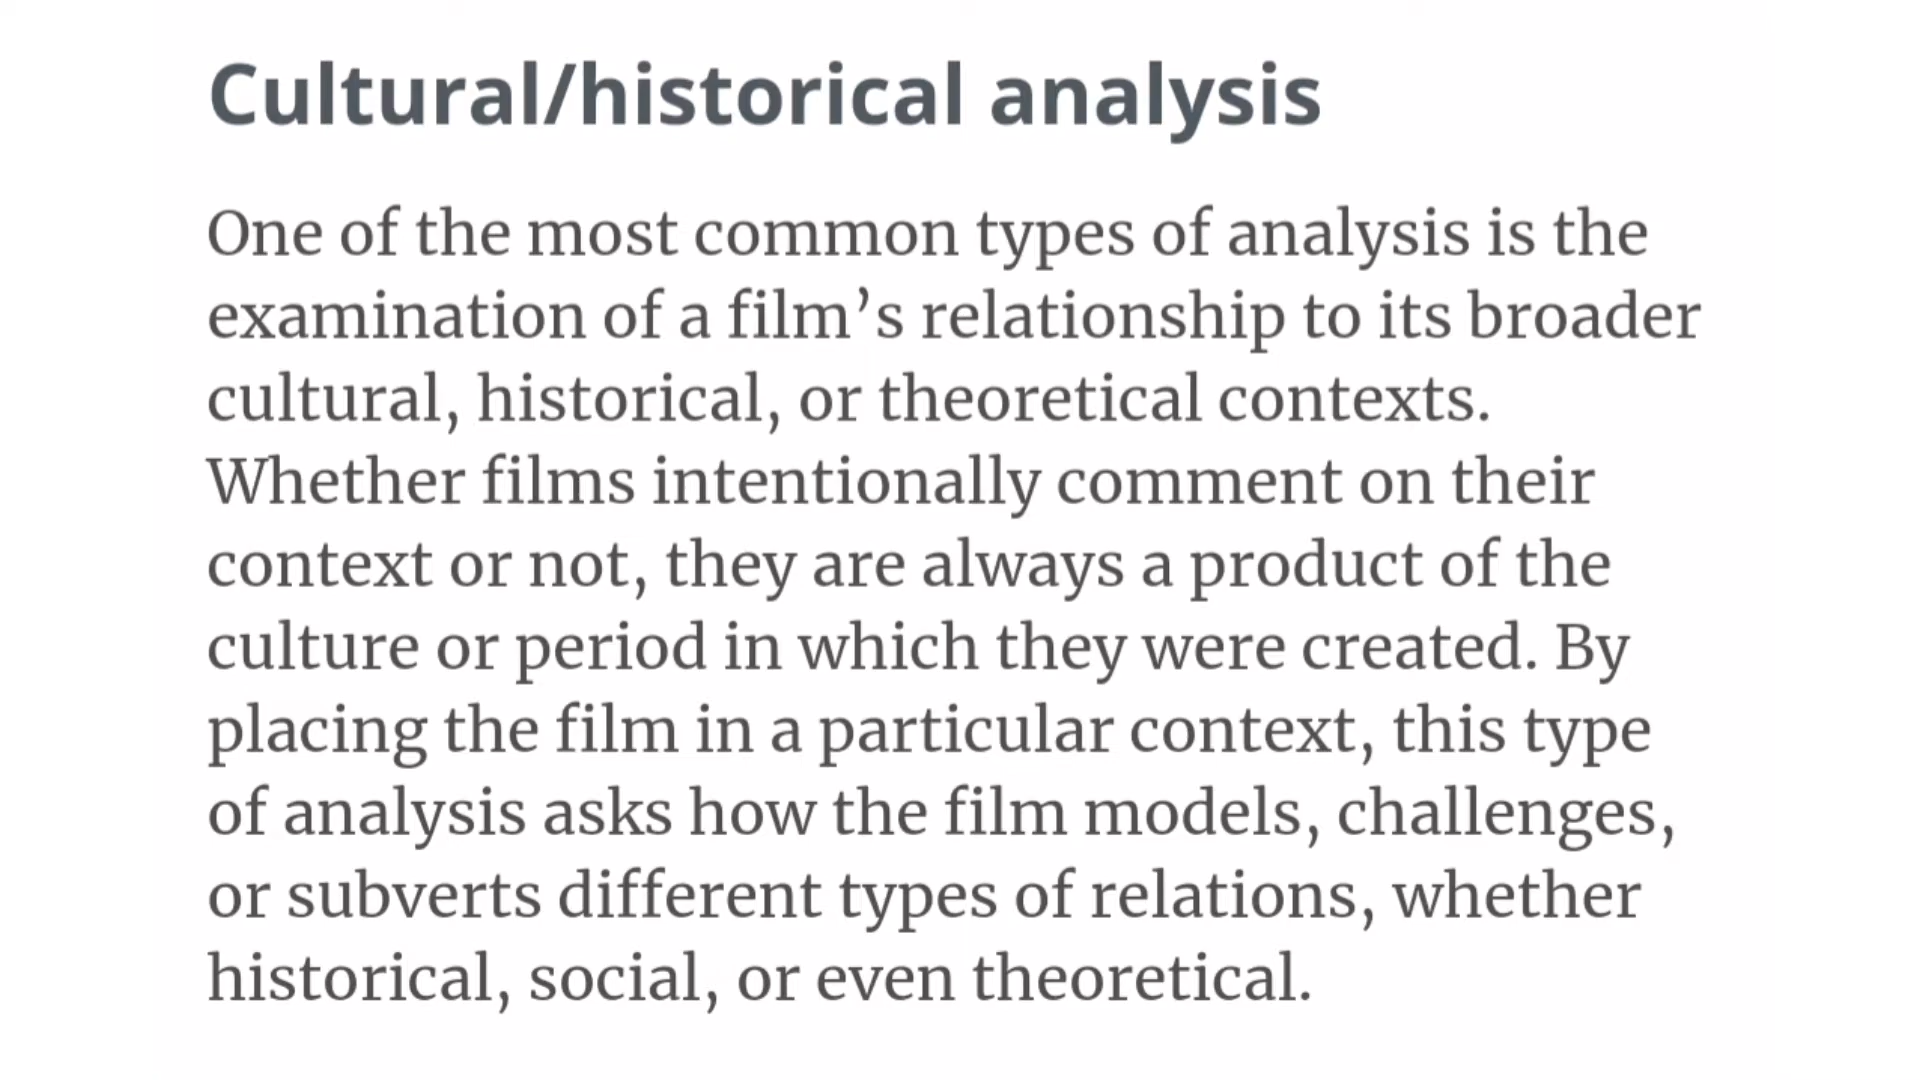 Cultural/historical analysis
One of the most common types of analysis is the
examination of a film’s relationship to its broader
cultural, historical, or theoretical contexts.
Whether films intentionally comment on their
context or not, they are always a product of the
culture or period in which they were created. By
placing the film in a particular context, this type
of analysis asks how the film models, challenges,
or subverts different types of relations, whether
historical, social, or even theoretical.